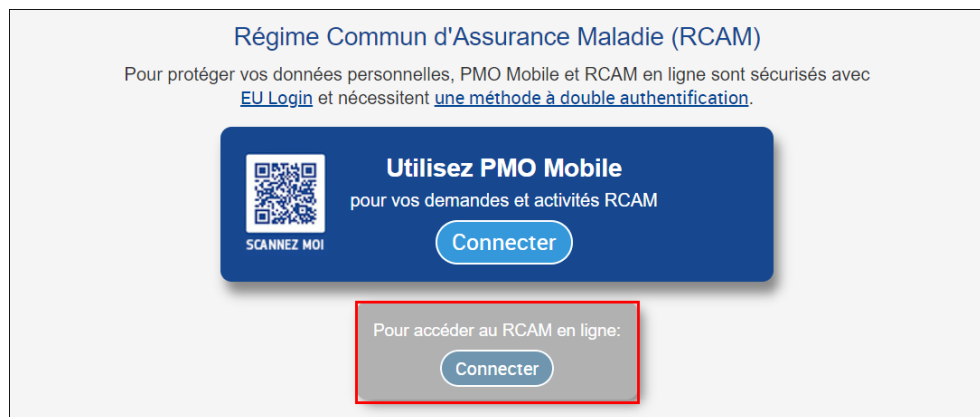 Régime Commun d'Assurance Maladie (RCAM)
Pour protéger vos données personnelles, PMO Mobile et RCAM en ligne sont sécurisés avec
EU Login et nécessitent une méthode à double authentification.
Utilisez PMO Mobile
pour vos demandes et activités RCAM
Connecter
SCANNEZ MOI
Pour accéder au RCAM en ligne:
Connecter